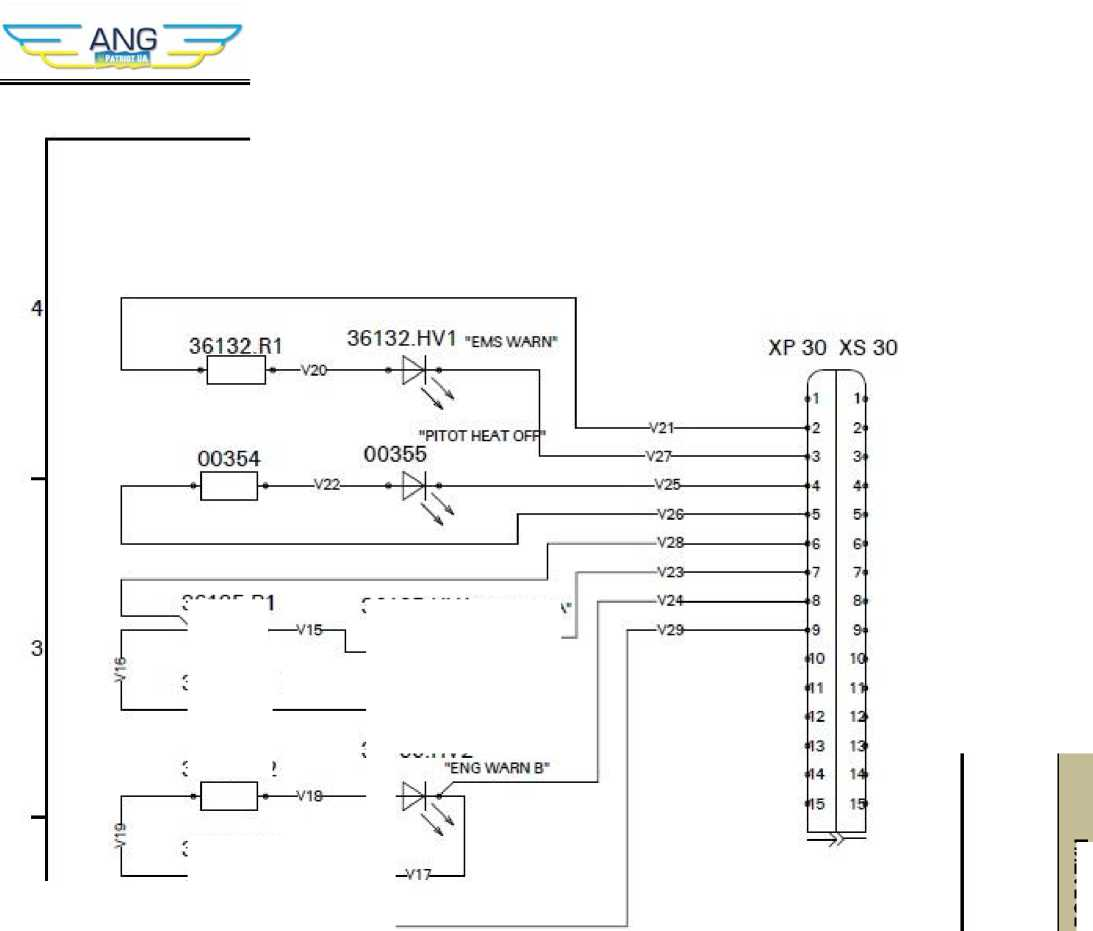 ANG
PATRIOT UA
4
36132.R1
36132.HV1 "EMS WARN"
XP 30 XS 30
V20
1 1
"PITOT HEAT OFF"
V21
2 2
00354
00355
V27
3 3
V22
V25
4 4
V26
5 5
V28
6 6
V23
7 7
V24
8 8
V15
V29
9 9
3
V16
10 10
11 11
12 12
13 13
"ENG WARN B"
14 14
V18
15 15
V19
V17